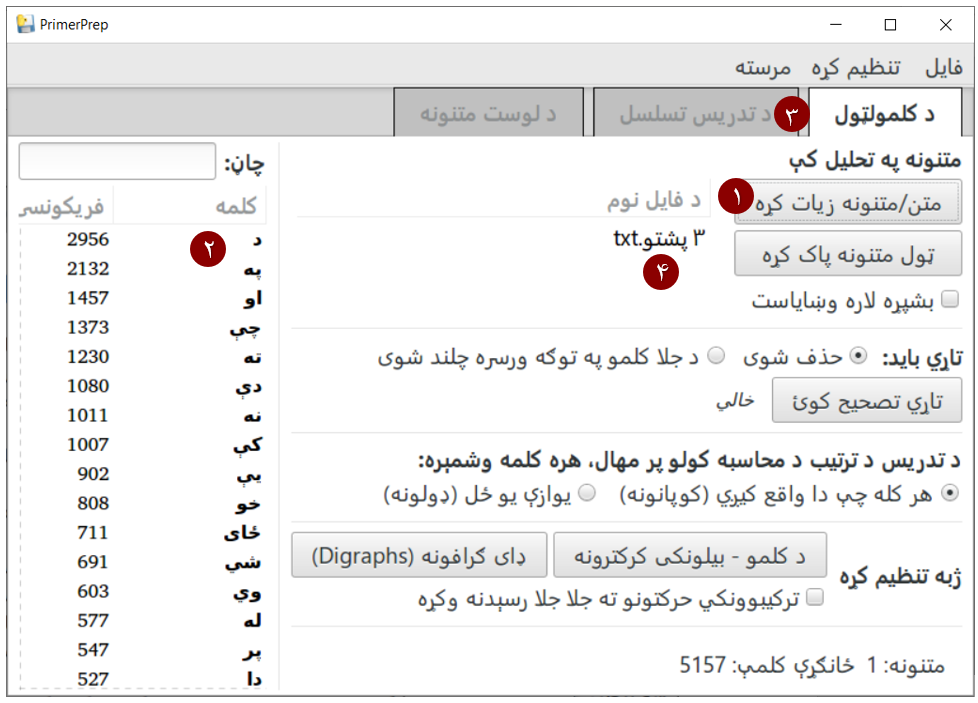 PrimerPrep
فایل تنظیم کړه مرسته
د کلمولټول ۳ د تدریس تسلسل د لوست متنونه
متنونه په تحلیل کې
متن/متنونه زیات کړه ۱
ټول متنونه پاک کړه
بشپړه لاره وښایاست
د فایل نوم
۳ پشتو.txt
۴
تاړي باید: حذف شوی د جلا کلمو په توګه ورسره چلند شوی
تاړي تصحیح کوئ خالي
د تدریس د ترتیب د محاسبه کولو پر مهال، هره کلمه وشمېره:
هر کله چې دا واقع کیږي (کوپانونه) یوازې یو ځل (ډولونه)
ژبه تنظیم کړه
د کلمو - بیلونکی کرکترونه ډای ګرافونه (Digraphs)
ترکیبوونکي حرکتونو ته جلا جلا رسېدنه وکړه
متنونه: 1 ځانګړې کلمې: 5157
چاڼ:
کلمه فریکونسی
۲
د 2956
په 2132
او 1457
چې 1373
ته 1230
دې 1080
نه 1011
کې 1007
یې 902
خو 808
ځای 711
شي 691
وي 603
له 577
پر 547
دا 527